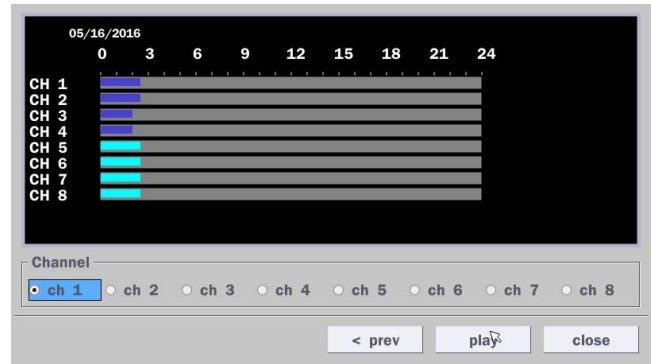 05/16/2016
0 3 6 9 12 15 18 21 24
CH 1
CH 2
CH 3
CH 4
CH 5
CH 6
CH 7
CH 8
Channel
ch 1 ch 2 ch 3 ch 4 ch 5 ch 6 ch 7 ch 8
< prev play close